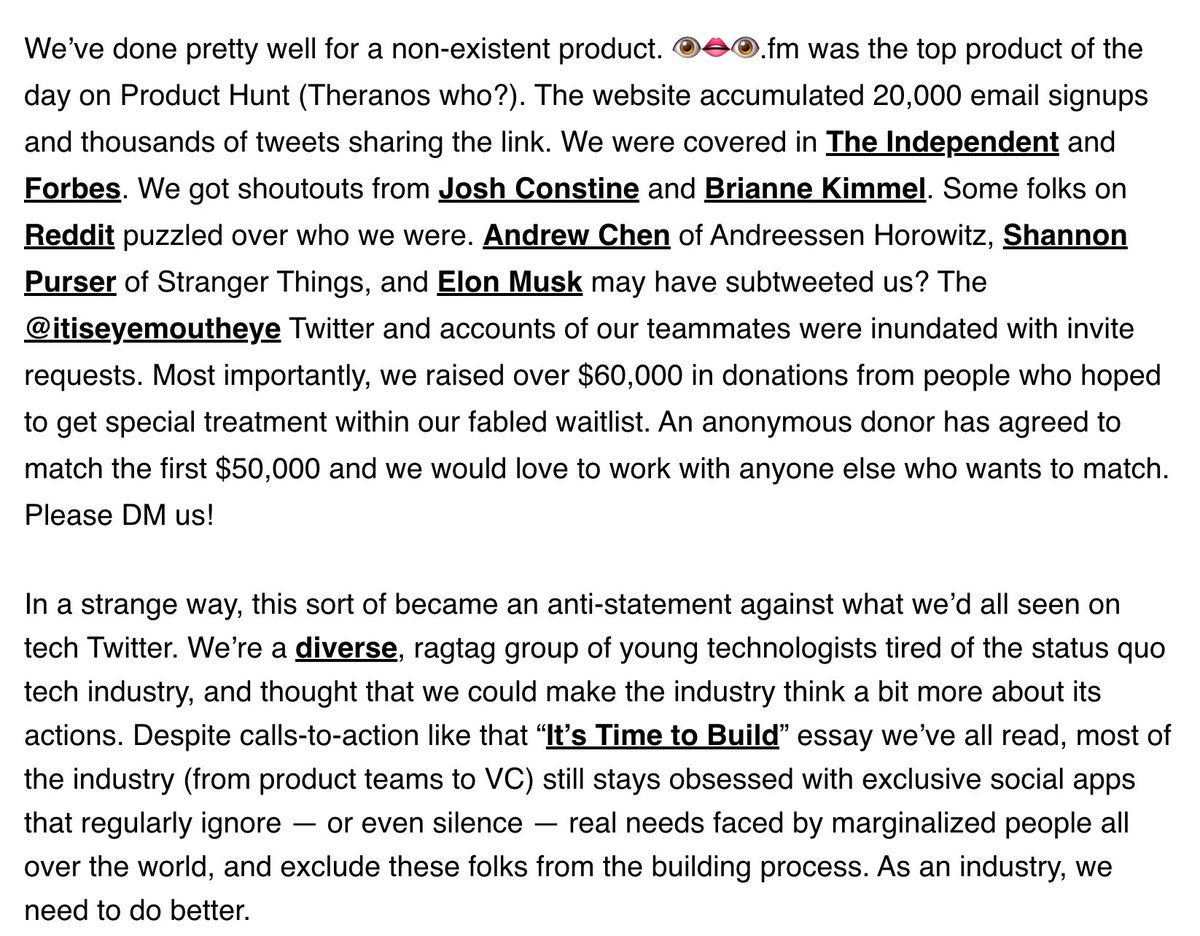 We’ve done pretty well for a non-existent product. 👁👄👁.fm was the top product of the
day on Product Hunt (Theranos who?). The website accumulated 20,000 email signups
and thousands of tweets sharing the link. We were covered in The Independent and
Forbes. We got shoutouts from Josh Constine and Brianne Kimmel. Some folks on
Reddit puzzled over who we were. Andrew Chen of Andreessen Horowitz, Shannon
Purser of Stranger Things, and Elon Musk may have subtweeted us? The
@itiseyemoutheye Twitter and accounts of our teammates were inundated with invite
requests. Most importantly, we raised over $60,000 in donations from people who hoped
to get special treatment within our fabled waitlist. An anonymous donor has agreed to
match the first $50,000 and we would love to work with anyone else who wants to match.
Please DM us!
In a strange way, this sort of became an anti-statement against what we’d all seen on
tech Twitter. We’re a diverse, ragtag group of young technologists tired of the status quo
tech industry, and thought that we could make the industry think a bit more about its
actions. Despite calls-to-action like that “It’s Time to Build” essay we’ve all read, most of
the industry (from product teams to VC) still stays obsessed with exclusive social apps
that regularly ignore — or even silence — real needs faced by marginalized people all
over the world, and exclude these folks from the building process. As an industry, we
need to do better.